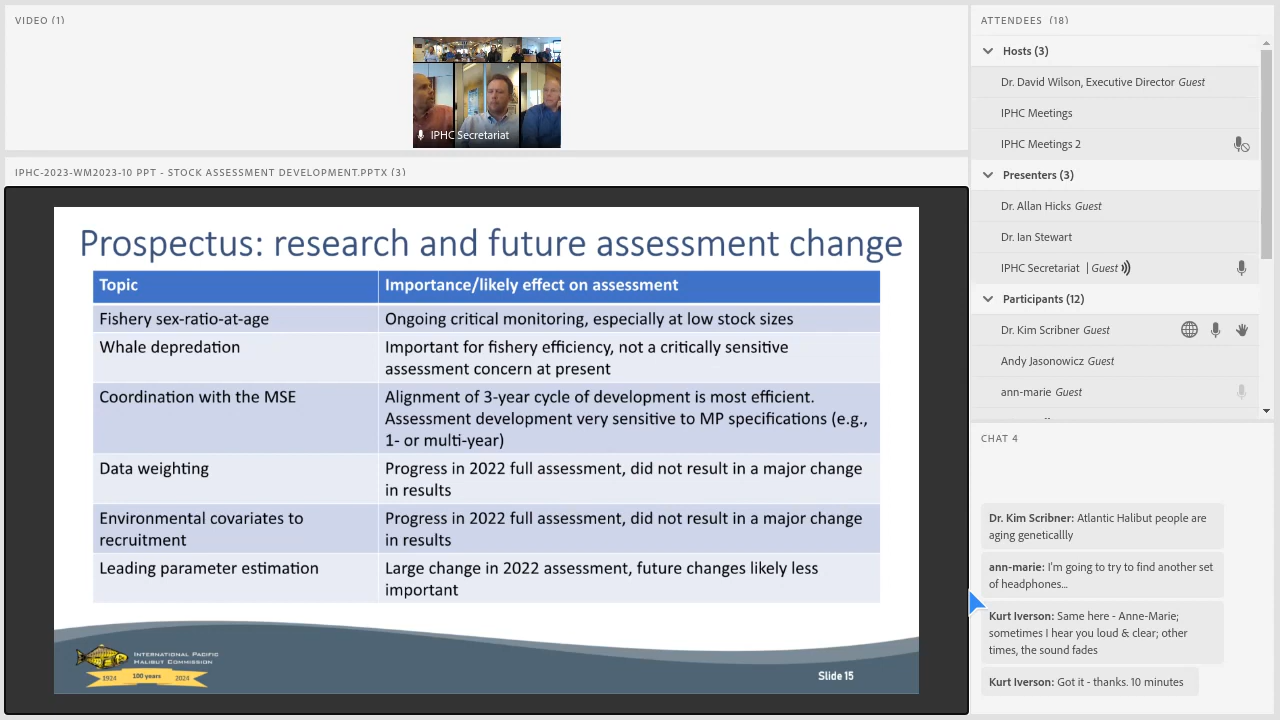 VIDEO (1)
IPHC Secretariat
IPHC-2023-WM2023-10 PPT - STOCK ASSESSMENT DEVELOPMENT.PPTX (3)
Prospectus: research and future assessment change
Topic Importance/likely effect on assessment
Fishery sex-ratio-at-age Ongoing critical monitoring, especially at low stock sizes
Whale depredation Important for fishery efficiency, not a critically sensitive
assessment concern at present
Coordination with the MSE Alignment of 3-year cycle of development is most efficient.
Assessment development very sensitive to MP specifications (e.g.,
1- or multi-year)
Data weighting Progress in 2022 full assessment, did not result in a major change
in results
Environmental covariates to Progress in 2022 full assessment, did not result in a major change
recruitment in results
Leading parameter estimation Large change in 2022 assessment, future changes likely less
important
INTERNATIONAL PACIFIC
HALIBUT COMMISSION
1924 100 years 2024
Slide 15
ATTENDEES (18)
Hosts (3)
Dr. David Wilson, Executive Director Guest
IPHC Meetings
IPHC Meetings 2
Presenters (3)
Dr. Allan Hicks Guest
Dr. Ian Stewart
IPHC Secretariat | Guest
Participants (12)
Dr. Kim Scribner Guest
Andy Jasonowicz Guest
ann-marie Guest
CHAT 4
Dr. Kim Scribner: Atlantic Halibut people are
aging geneticallly
ann-marie: I'm going to try to find another set
of headphones...
Kurt Iverson: Same here - Anne-Marie;
sometimes I hear you loud & clear; other
times, the sound fades
Kurt Iverson: Got it - thanks. 10 minutes